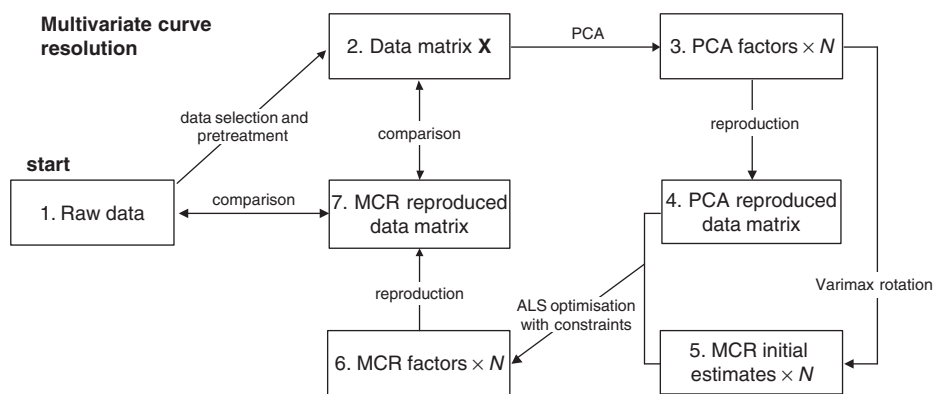 Multivariate curve
resolution
2. Data matrix X
PCA
3. PCA factors × N
data selection and
pretreatment
comparison
reproduction
start
1. Raw data
comparison
7. MCR reproduced
data matrix
4. PCA reproduced
data matrix
reproduction
ALS optimisation
with constraints
Varimax rotation
6. MCR factors × N
5. MCR initial
estimates × N